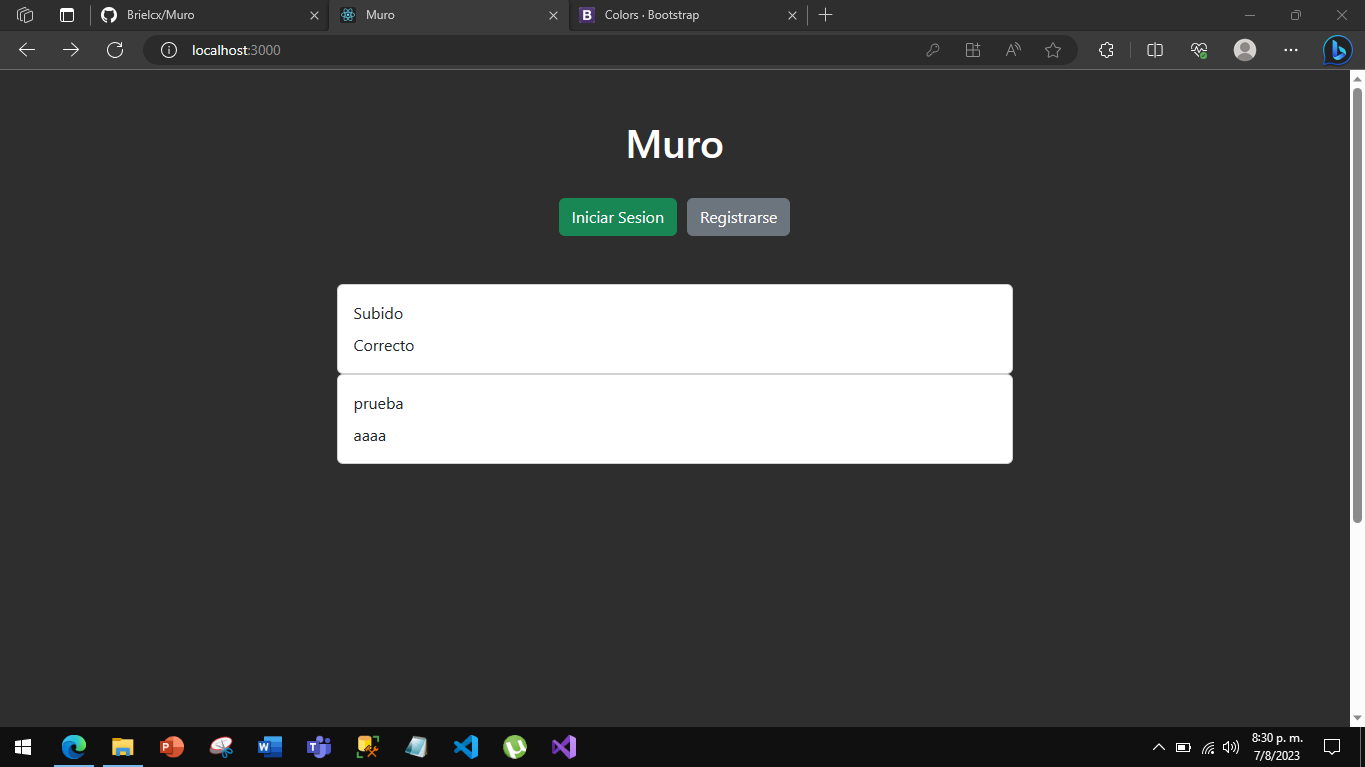 Brielcx/Muro
Muro
Colors · Bootstrap
localhost:3000
Muro
Iniciar Sesion
Registrarse
Subido
Correcto
prueba
aaaa
8:30 p. m.
7/8/2023